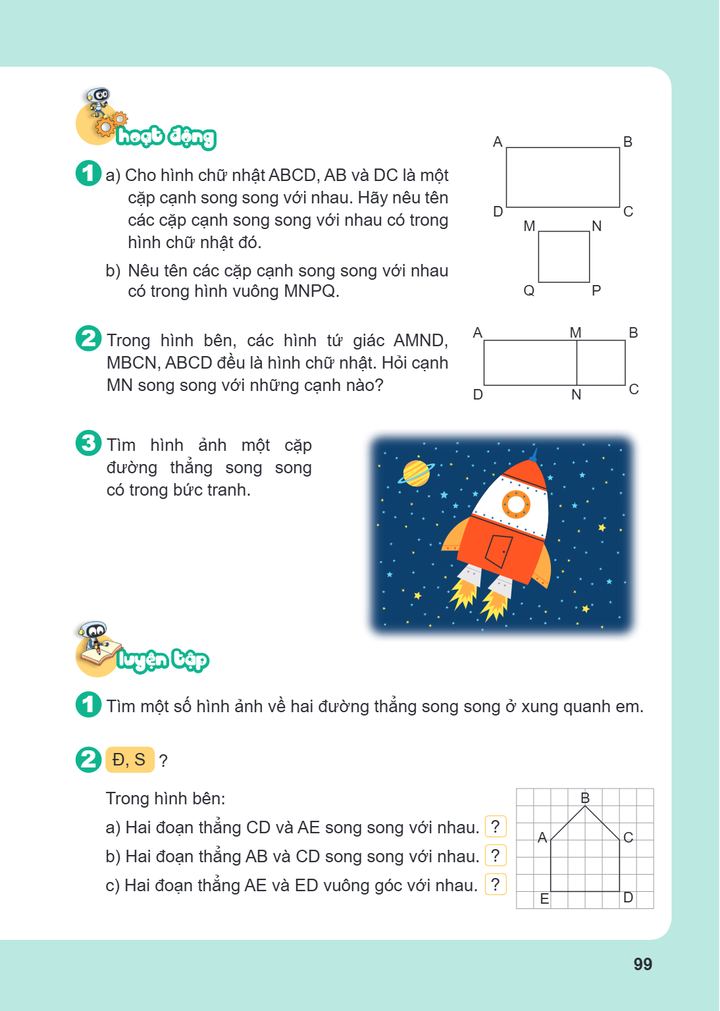 hoạt động
1 a) Cho hình chữ nhật ABCD, AB và DC là một
cặp cạnh song song với nhau. Hãy nêu tên
các cặp cạnh song song với nhau có trong
hình chữ nhật đó.
b) Nêu tên các cặp cạnh song song với nhau
có trong hình vuông MNPQ.
A B
D C
M N
Q P
2 Trong hình bên, các hình tứ giác AMND,
MBCN, ABCD đều là hình chữ nhật. Hỏi cạnh
MN song song với những cạnh nào?
A M B
D N C
3 Tìm hình ảnh một cặp
đường thẳng song song
có trong bức tranh.
luyện tập
1 Tìm một số hình ảnh về hai đường thẳng song song ở xung quanh em.
2 Đ, S ?
Trong hình bên:
a) Hai đoạn thẳng CD và AE song song với nhau. ?
b) Hai đoạn thẳng AB và CD song song với nhau. ?
c) Hai đoạn thẳng AE và ED vuông góc với nhau. ?
B
A C
E D
99